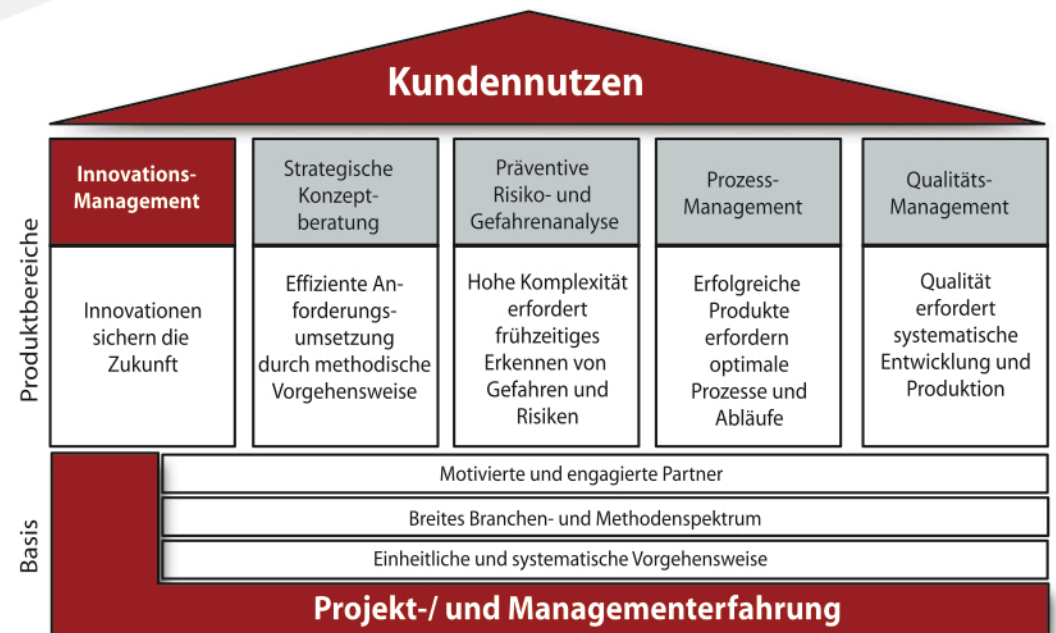 Kundennutzen
Produktbereiche
Innovations-
Management
Innovationen
sichern die
Zukunft
Strategische
Konzept-
beratung
Effiziente An-
forderungs-
umsetzung
durch methodische
Vorgehensweise
Präventive
Risiko- und
Gefahrenanalyse
Hohe Komplexität
erfordert
frühzeitiges
Erkennen von
Gefahren und
Risiken
Prozess-
Management
Erfolgreiche
Produkte
erfordern
optimale
Prozesse und
Abläufe
Qualitäts-
Management
Qualität
erfordert
systematische
Entwicklung und
Produktion
Basis
Motivierte und engagierte Partner
Breites Branchen- und Methodenspektrum
Einheitliche und systematische Vorgehensweise
Projekt-/ und Managementerfahrung